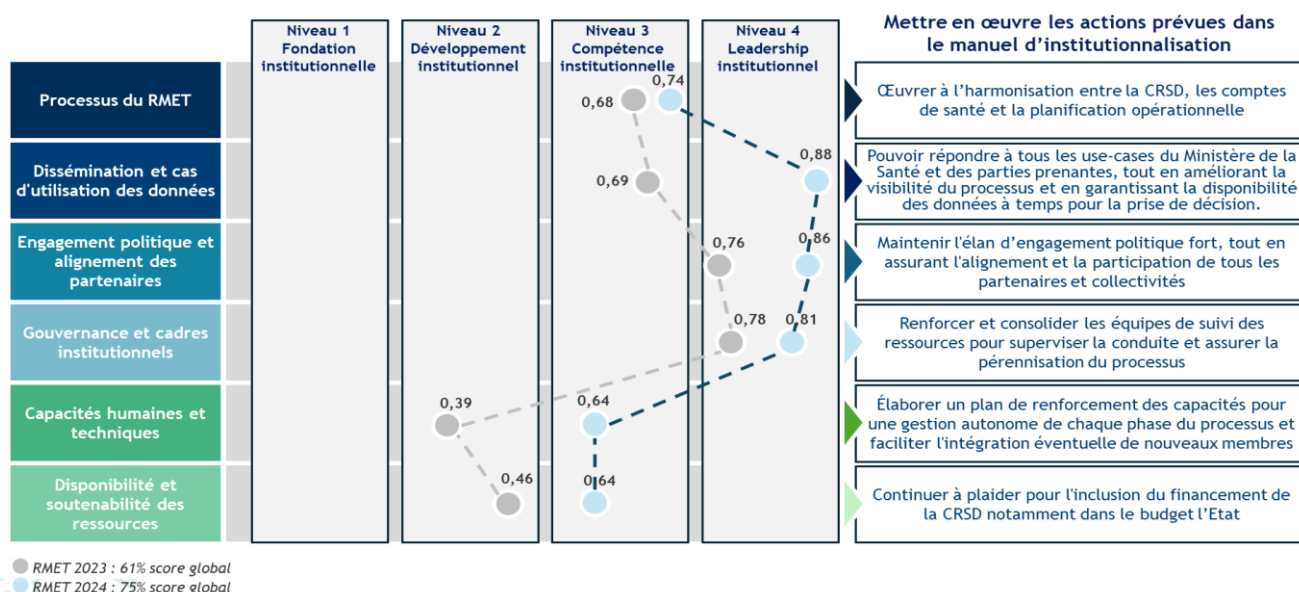 Niveau 1
Fondation
institutionnelle
Niveau 2
Développement
institutionnel
Niveau 3
Compétence
institutionnelle
Niveau 4
Leadership
institutionnel
Mettre en œuvre les actions prévues dans
le manuel d’institutionnalisation
Processus du RMET
0,68
0,74
Œuvrer à l’harmonisation entre la CRSD, les comptes
de santé et la planification opérationnelle
Dissémination et cas
d'utilisation des données
0,69
0,88
Pouvoir répondre à tous les use-cases du Ministère de la
Santé et des parties prenantes, tout en améliorant la
visibilité du processus et en garantissant la disponibilité
des données à temps pour la prise de décision.
Engagement politique et
alignement des
partenaires
0,76
0,86
Maintenir l'élan d’engagement politique fort, tout en
assurant l'alignement et la participation de tous les
partenaires et collectivités
Gouvernance et cadres
institutionnels
0,78
0,81
Renforcer et consolider les équipes de suivi des
ressources pour superviser la conduite et assurer la
pérennisation du processus
Capacités humaines et
techniques
0,39
0,64
Élaborer un plan de renforcement des capacités pour
une gestion autonome de chaque phase du processus et
faciliter l'intégration éventuelle de nouveaux membres
Disponibilité et
soutenabilité des
ressources
0,46
0,64
Continuer à plaider pour l'inclusion du financement de
la CRSD notamment dans le budget l’Etat
RMET 2023 : 61% score global
RMET 2024 : 75% score global